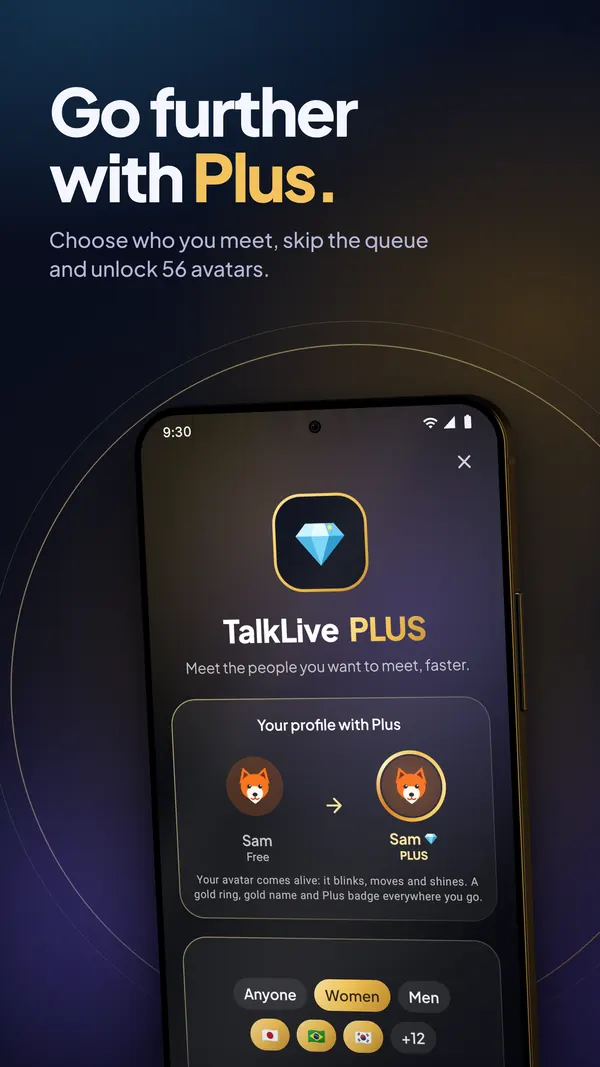 Go further
with Plus.
Choose who you meet, skip the queue
and unlock 56 avatars.
9:30
TalkLive PLUS
Meet the people you want to meet, faster.
Your profile with Plus
Sam
Free
Sam
PLUS
Your avatar comes alive: it blinks, moves and shines. A
gold ring, gold name and Plus badge everywhere you go.
Anyone Women Men
+12